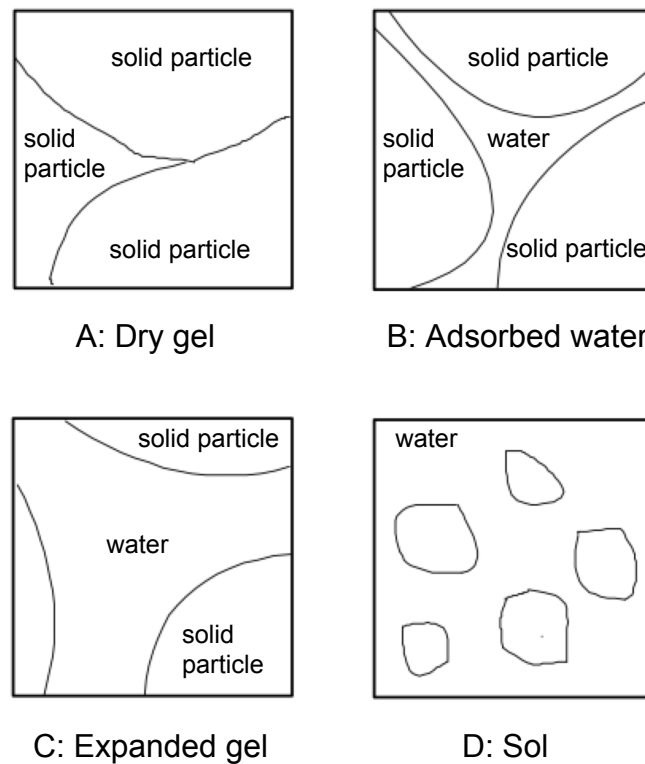 solid particle
solid
particle
solid particle
A: Dry gel
solid particle
solid
particle
water
solid particle
B: Adsorbed water
solid particle
water
solid
particle
C: Expanded gel
water
D: Sol